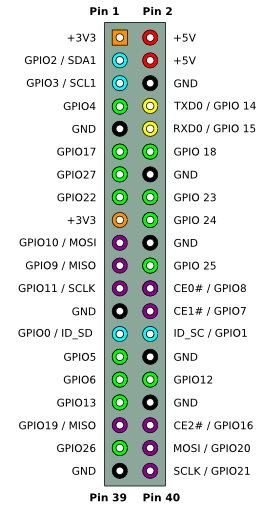 Pin 1 Pin 2
+3V3 +5V
GPIO2 / SDA1 +5V
GPIO3 / SCL1 GND
GPIO4 TXD0 / GPIO 14
GND RXD0 / GPIO 15
GPIO17 GPIO 18
GPIO27 GND
GPIO22 GPIO 23
+3V3 GPIO 24
GPIO10 / MOSI GND
GPIO9 / MISO GPIO 25
GPIO11 / SCLK CE0# / GPIO8
GND CE1# / GPIO7
GPIO0 / ID_SD ID_SC / GPIO1
GPIO5 GND
GPIO6 GPIO12
GPIO13 GND
GPIO19 / MISO CE2# / GPIO16
GPIO26 MOSI / GPIO20
GND SCLK / GPIO21
Pin 39 Pin 40